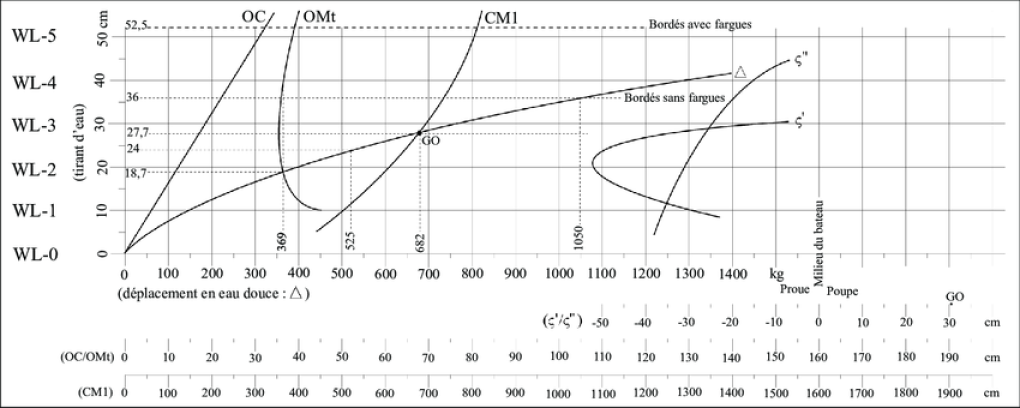 OC OMt CM1
WL-5 50 cm 52,5 Bordés avec fargues
ς"
WL-4 40 Δ
36 Bordés sans fargues
WL-3 30 ς'
27,7 GO
24
(tirant d'eau)
WL-2 20 18,7
WL-1 10
WL-0 0
369 525 682 1050
Milieu du bateau
0 100 200 300 400 500 600 700 800 900 1000 1100 1200 1300 1400 kg
Proue Poupe
(déplacement en eau douce : Δ)
GO
(ς'/ς") -50 -40 -30 -20 -10 0 10 20 30 cm
(OC/OMt) 0 10 20 30 40 50 60 70 80 90 100 110 120 130 140 150 160 170 180 190 cm
(CM1) 0 100 200 300 400 500 600 700 800 900 1000 1100 1200 1300 1400 1500 1600 1700 1800 1900 cm